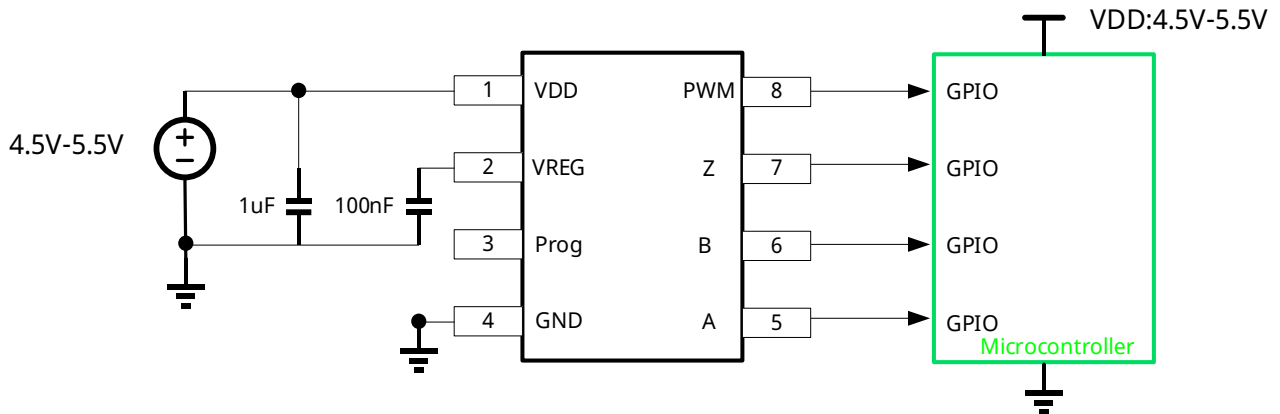 VDD:4.5V-5.5V
1 VDD PWM 8 GPIO
4.5V-5.5V
2 VREG Z 7 GPIO
1uF 100nF
3 Prog B 6 GPIO
4 GND A 5 GPIO
Microcontroller